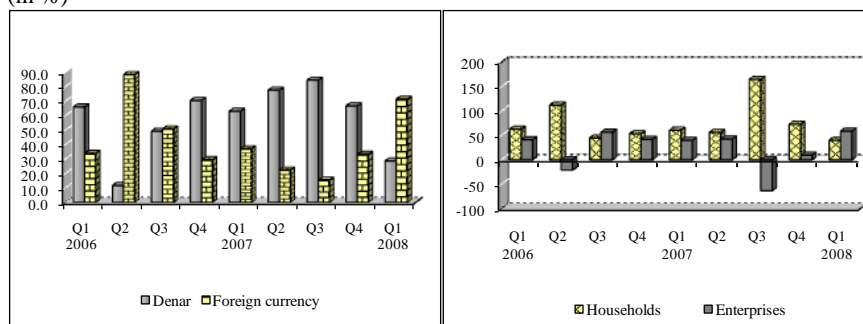 (in %)
90.0
80.0
70.0
60.0
50.0
40.0
30.0
20.0
10.0
0.0
Q1 Q2 Q3 Q4 Q1 Q2 Q3 Q4 Q1
2006 2007 2008
Denar Foreign currency
200
150
100
50
0
-50
-100
Q1 Q2 Q3 Q4 Q1 Q2 Q3 Q4 Q1
2006 2007 2008
Households Enterprises